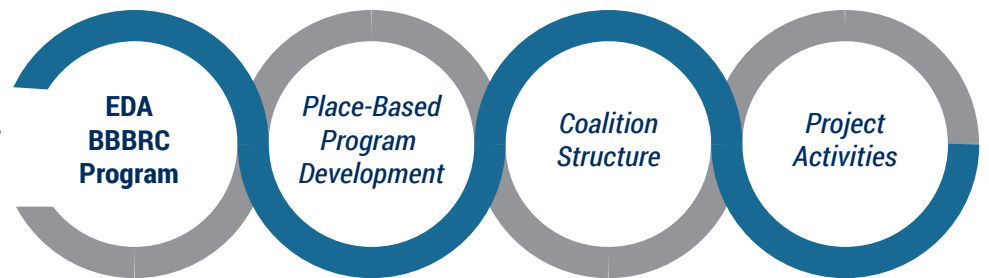 EDA
BBBRC
Program
Place-Based
Program
Development
Coalition
Structure
Project
Activities